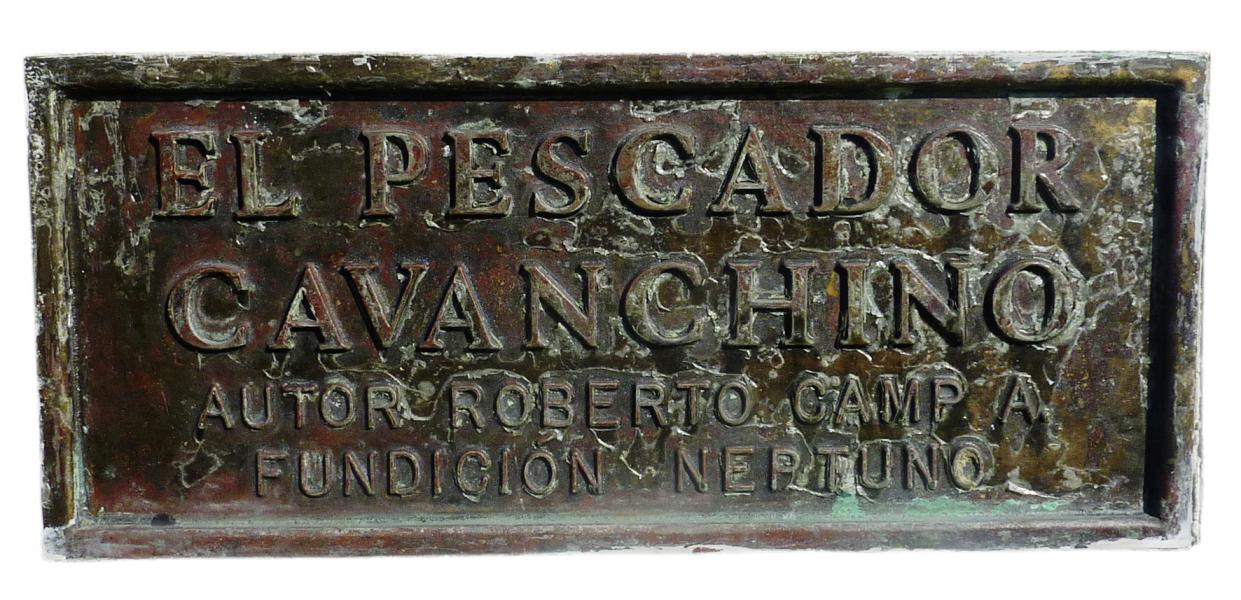 EL PESCADOR
CAVANCHINO
AUTOR ROBERTO CAMP A
FUNDICIÓN NEPTUNO